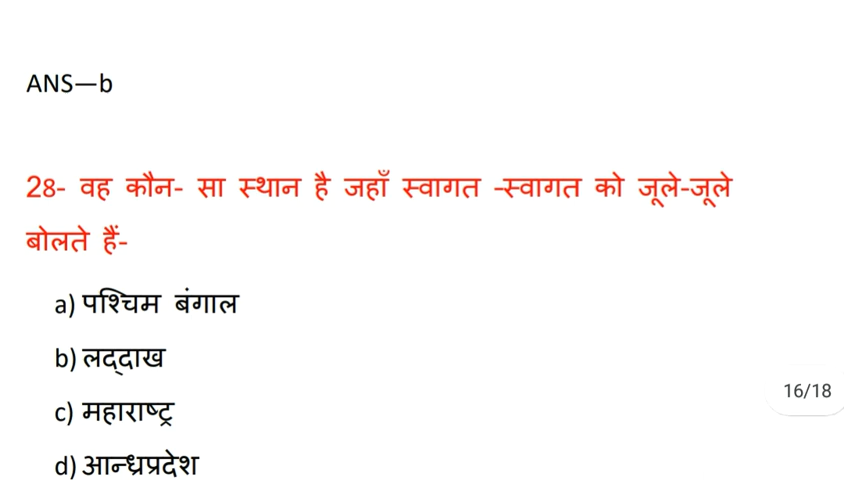 ANS—b
28- वह कौन- सा स्थान है जहाँ स्वागत -स्वागत को जूले-जूले
बोलते हैं-
a) पश्चिम बंगाल
b) लद्दाख
16/18
c) महाराष्ट्र
d) आन्ध्रप्रदेश